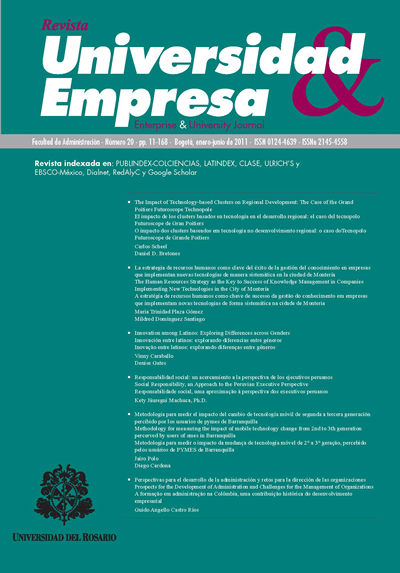 Revista
Universidad
&
Empresa
Enterprise & University Journal
Facultad de Administración - Número 20 - pp. 11-168 - Bogotá, enero-junio de 2011 - ISSN 0124-4639 - ISSNe 2145-4558
Revista indexada en: PUBLINDEX-COLCIENCIAS, LATINDEX, CLASE, ULRICH'S y
EBSCO-México, Dialnet, RedAlyC y Google Scholar
• The Impact of Technology-based Clusters on Regional Development: The Case of the Grand
Poitiers Futuroscope Technopole
El impacto de los clusters basados en tecnología en el desarrollo regional: el caso del tecnopolo
Futuroscope de Gran Poitiers
O impacto dos clusters baseados em tecnologia no desenvolvimento regional: o caso doTecnopolo
Futuroscope de Grande Poitiers
Carlos Scheel
Daniel D. Bretones
• La estrategia de recursos humanos como clave del éxito de la gestión del conocimiento en empresas
que implementan nuevas tecnologías de manera sistemática en la ciudad de Montería
The Human Resources Strategy as the Key to Success of Knowledge Management in Companies
Implementing New Technologies in the City of Montería
A estratégia de recursos humanos como chave de sucesso da gestão do conhecimento em empresas
que implementam novas tecnologias de forma sistemática na cidade de Montería
María Trinidad Plaza Gómez
Mildred Domínguez Santiago
• Innovation among Latinos: Exploring Differences across Genders
Innovación entre latinos: explorando diferencias entre géneros
Inovação entre latinos: explorando diferenças entre gêneros
Vinny Caraballo
Denise Gates
• Responsabilidad social: un acercamiento a la perspectiva de los ejecutivos peruanos
Social Responsibility, an Approach to the Peruvian Executive Perspective
Responsabilidade social, uma aproximação à perspectiva dos executivos peruanos
Kety Jáuregui Machuca, Ph.D.
• Metodología para medir el impacto del cambio de tecnología móvil de segunda a tercera generación
percibido por los usuarios de pymes de Barranquilla
Methodology for measuring the impact of mobile technology change from 2nd to 3th generation
perceived by users of smes in Barranquilla
Metodologia para medir o impacto da mudança de tecnologia móvel de 2ª a 3ª geração, percebido
pelos usuários de PYMES de Barranquilla
Jairo Polo
Diego Cardona
• Perspectivas para el desarrollo de la administración y retos para la dirección de las organizaciones
Prospects for the Development of Administration and Challenges for the Management of Organizations
A formação em administração na Colômbia, uma contribuição histórica do desenvolvimento
empresarial
Guido Angello Castro Ríos
UNIVERSIDAD DEL ROSARIO